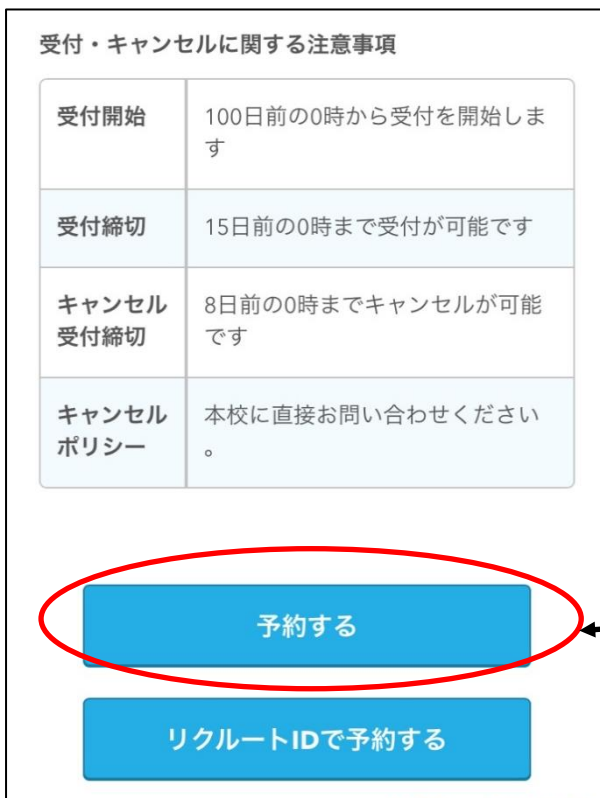 受付・キャンセルに関する注意事項
受付開始
100日前の0時から受付を開始しま
す
受付締切
15日前の0時まで受付が可能です
キャンセル
受付締切
8日前の0時までキャンセルが可能
です
キャンセル
ポリシー
本校に直接お問い合わせください
。
予約する
リクルートIDで予約する